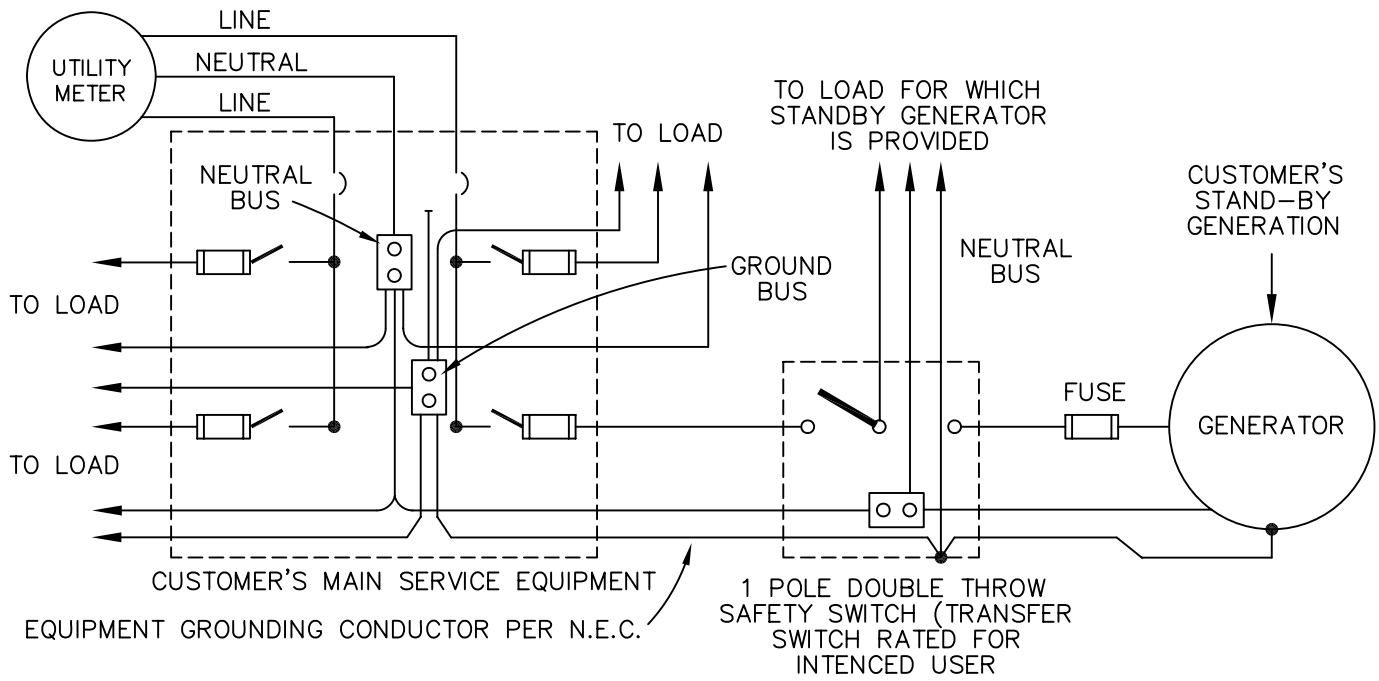 LINE
NEUTRAL
LINE
UTILITY
METER
TO LOAD
TO LOAD FOR WHICH
STANDBY GENERATOR
IS PROVIDED
NEUTRAL
BUS
CUSTOMER'S
STAND-BY
GENERATION
NEUTRAL
BUS
GROUND
BUS
TO LOAD
FUSE
GENERATOR
TO LOAD
CUSTOMER'S MAIN SERVICE EQUIPMENT
EQUIPMENT GROUNDING CONDUCTOR PER N.E.C.
1 POLE DOUBLE THROW
SAFETY SWITCH (TRANSFER
SWITCH RATED FOR
INTENCED USER